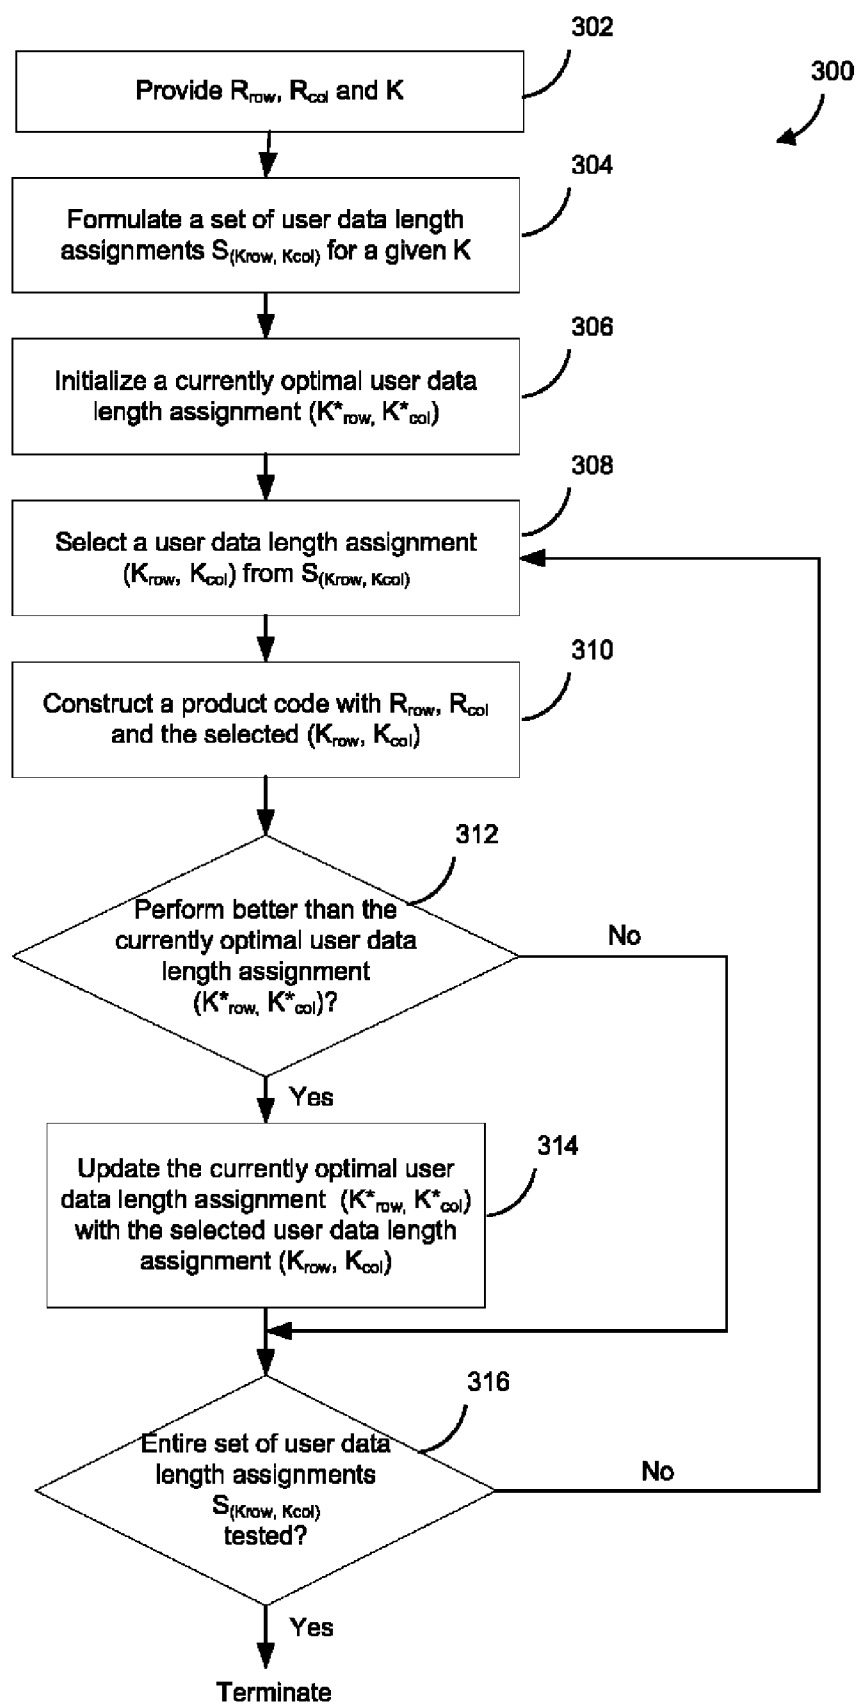 302
Provide Rrow, Rcol and K
300
304
Formulate a set of user data length
assignments S(Krow, Kcol) for a given K
306
Initialize a currently optimal user data
length assignment (K*row, K*col)
308
Select a user data length assignment
(Krow, Kcol) from S(Krow, Kcol)
310
Construct a product code with Rrow, Rcol
and the selected (Krow, Kcol)
312
Perform better than the
currently optimal user data
length assignment
(K*row, K*col)?
No
Yes
314
Update the currently optimal user
data length assignment (K*row, K*col)
with the selected user data length
assignment (Krow, Kcol)
316
Entire set of user data
length assignments
S(Krow, Kcol)
tested?
No
Yes
Terminate